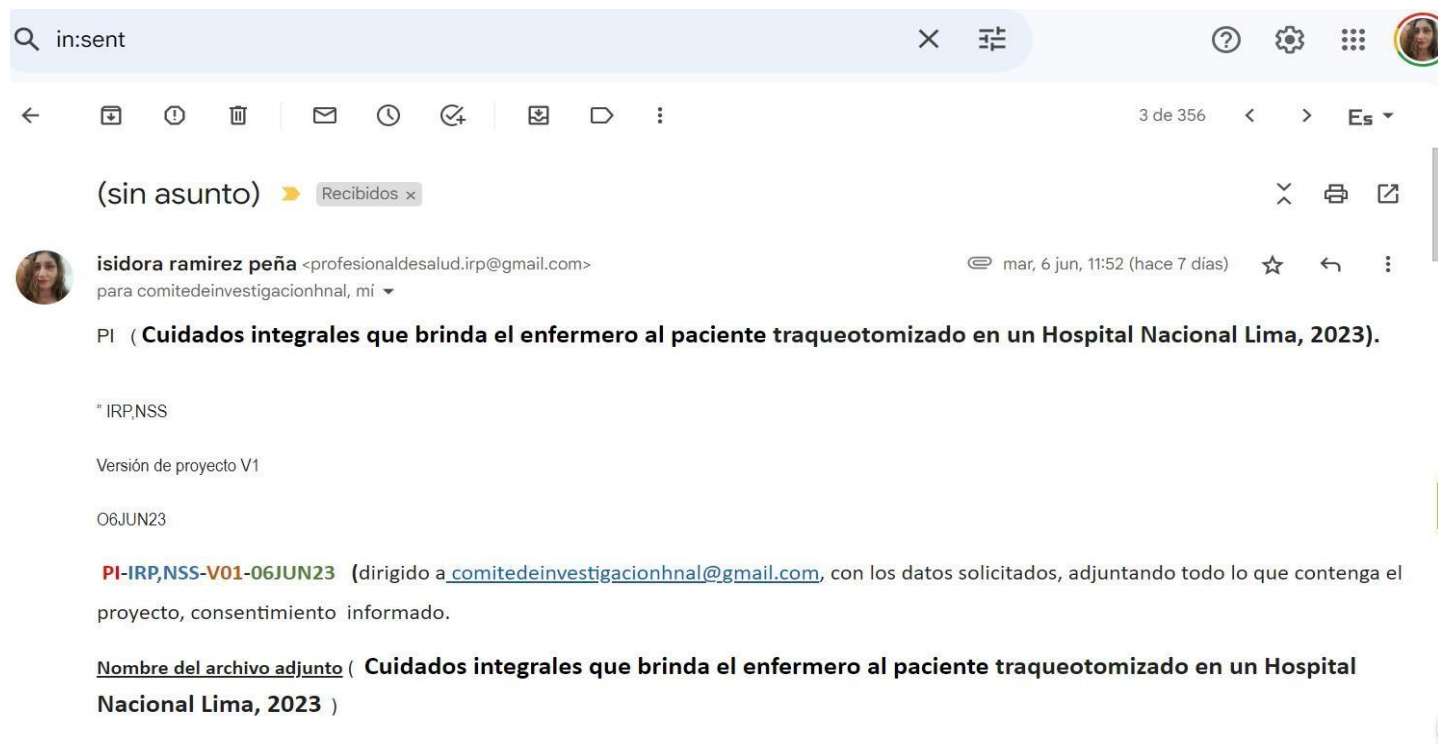 in:sent
3 de 356
Es
(sin asunto) Recibidos x
isidora ramirez peña <profesionaldesalud.irp@gmail.com> mar, 6 jun, 11:52 (hace 7 días)
para comitedeinvestigacionhnal, mí
PI ( Cuidados integrales que brinda el enfermero al paciente traqueotomizado en un Hospital Nacional Lima, 2023).
" IRP,NSS
Versión de proyecto V1
O6JUN23
PI-IRP,NSS-V01-06JUN23 (dirigido a comitedeinvestigacionhnal@gmail.com, con los datos solicitados, adjuntando todo lo que contenga el
proyecto, consentimiento informado.
Nombre del archivo adjunto ( Cuidados integrales que brinda el enfermero al paciente traqueotomizado en un Hospital
Nacional Lima, 2023 )